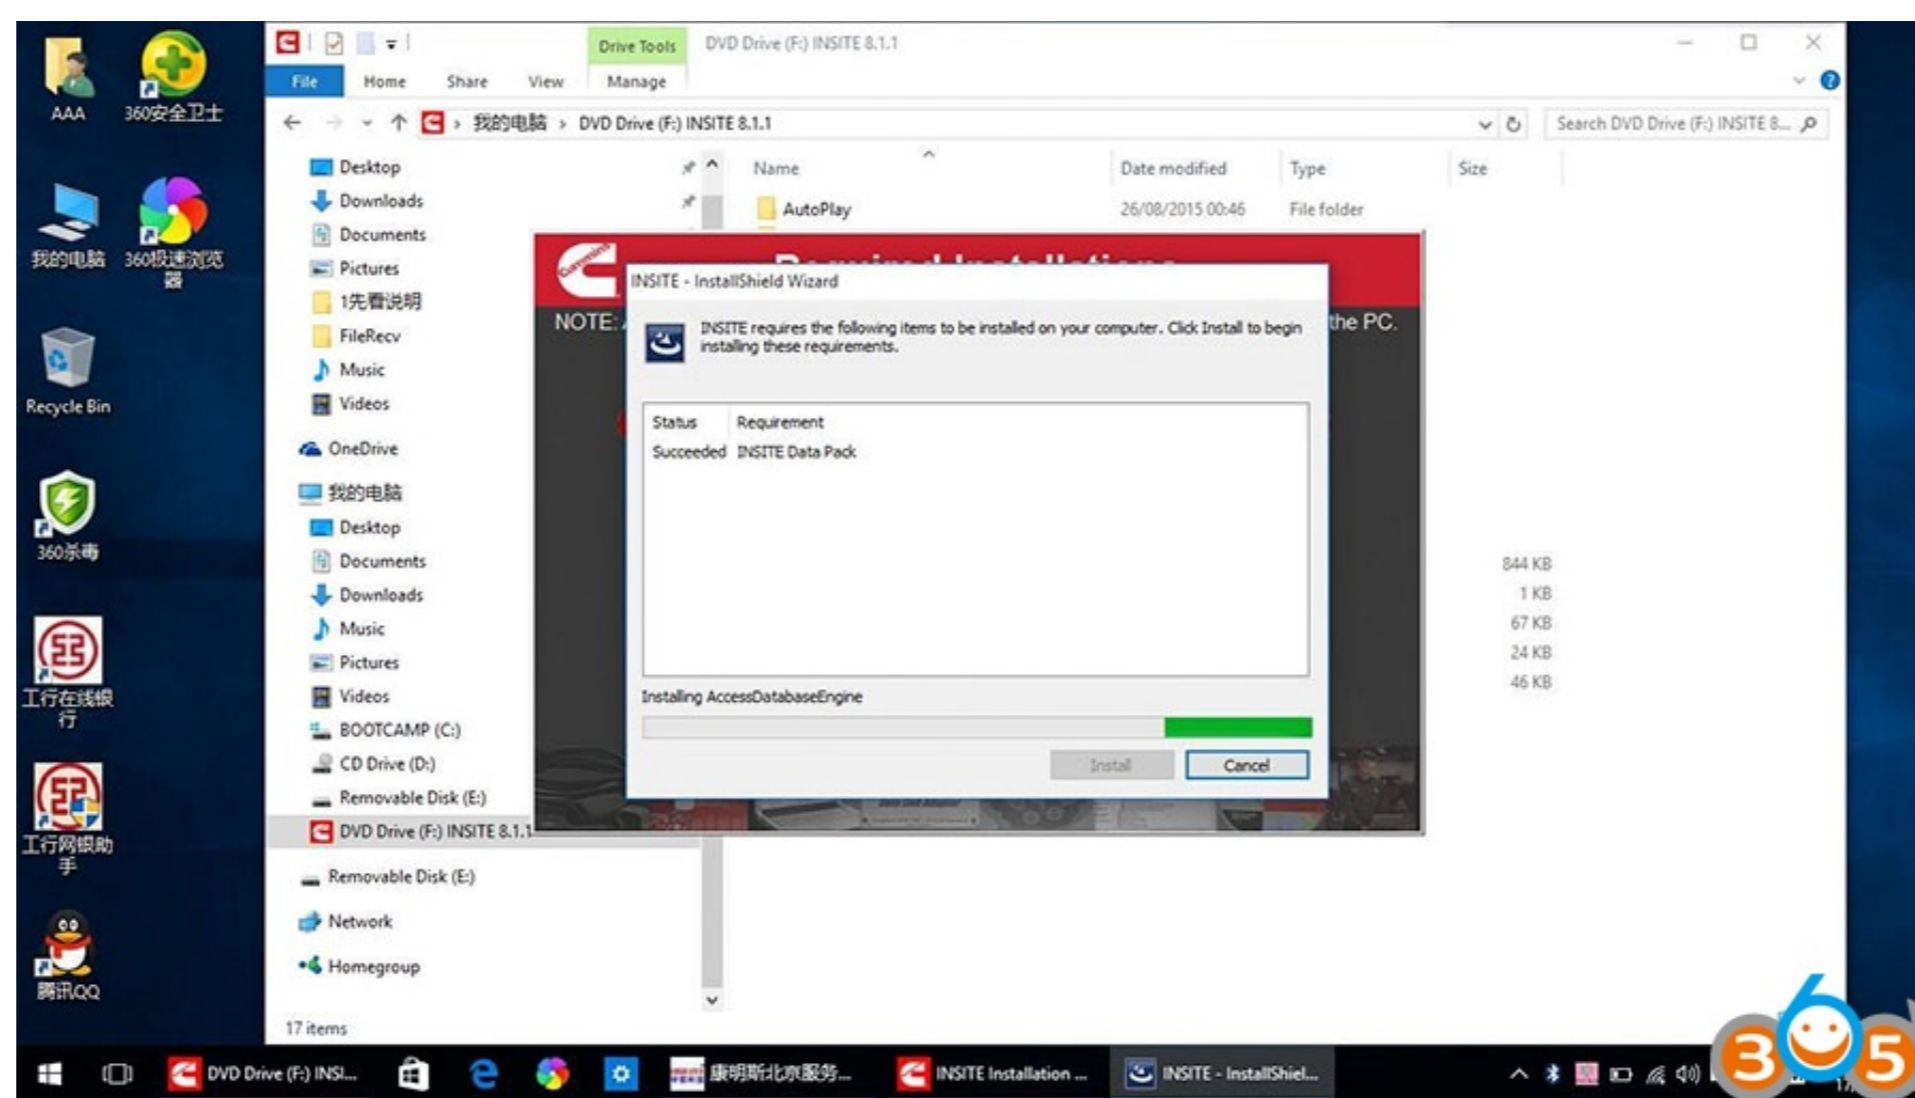 AAA
360安全卫士
我的电脑
360极速浏览
器
Recycle Bin
360杀毒
工行在线银
行
工行网银助
手
腾讯QQ
Drive Tools
DVD Drive (F:) INSITE 8.1.1
File
Home
Share
View
Manage
我的电脑 › DVD Drive (F:) INSITE 8.1.1
Search DVD Drive (F:) INSITE 8...
Desktop
Downloads
Documents
Pictures
1先看说明
FileRecv
Music
Videos
OneDrive
我的电脑
Desktop
Documents
Downloads
Music
Pictures
Videos
BOOTCAMP (C:)
CD Drive (D:)
Removable Disk (E:)
DVD Drive (F:) INSITE 8.1.1
Removable Disk (E:)
Network
Homegroup
17 items
Name
Date modified
Type
Size
AutoPlay
26/08/2015 00:46
File folder
844 KB
1 KB
67 KB
24 KB
46 KB
Cummins
Required Installations
NOTE:
the PC.
INSITE - InstallShield Wizard
INSITE requires the following items to be installed on your computer. Click Install to begin
installing these requirements.
Status
Requirement
Succeeded
INSITE Data Pack
Installing AccessDatabaseEngine
Install
Cancel
DVD Drive (F:) INSI...
康明斯北京服务...
INSITE Installation ...
INSITE - InstallShiel...
365